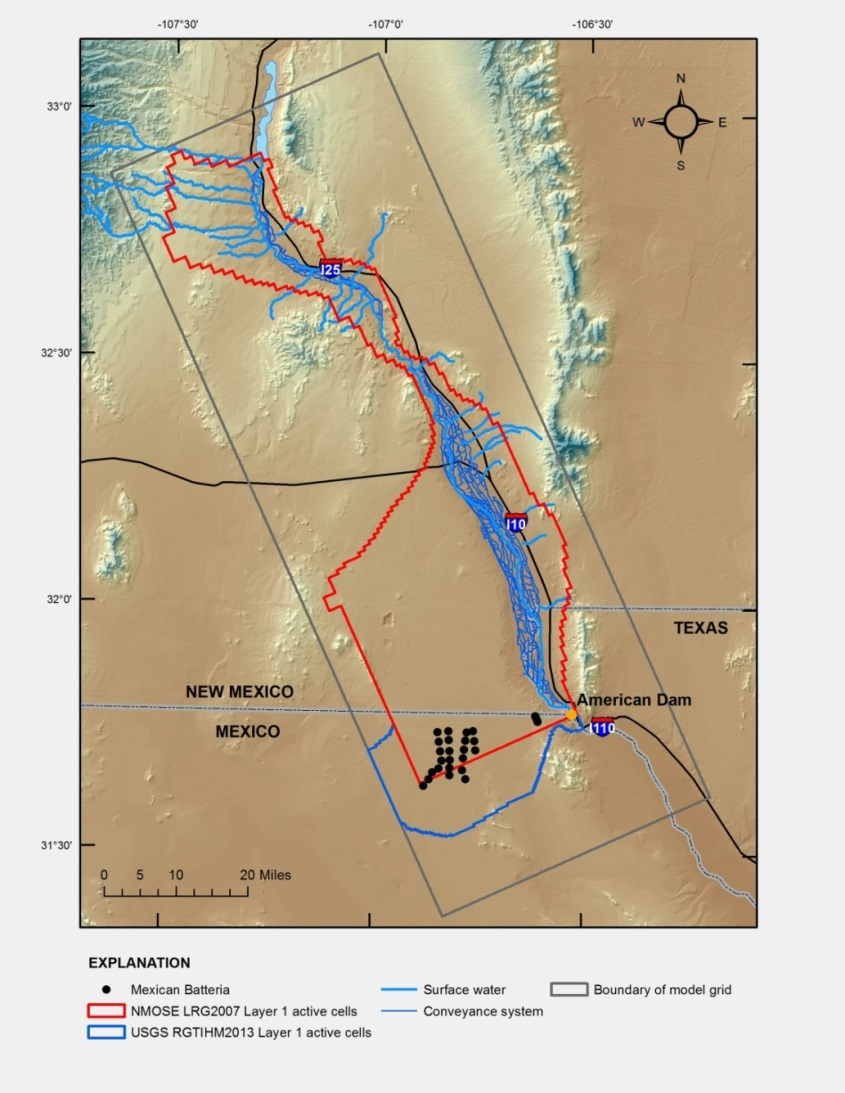 -107°30'
-107°0'
-106°30'
33°0'
N
W
E
S
I25
32°30'
I10
32°0'
TEXAS
NEW MEXICO
American Dam
MEXICO
I110
31°30'
0 5 10 20 Miles
EXPLANATION
Mexican Batteria
Surface water
Boundary of model grid
NMOSE LRG2007 Layer 1 active cells
Conveyance system
USGS RGTIHM2013 Layer 1 active cells